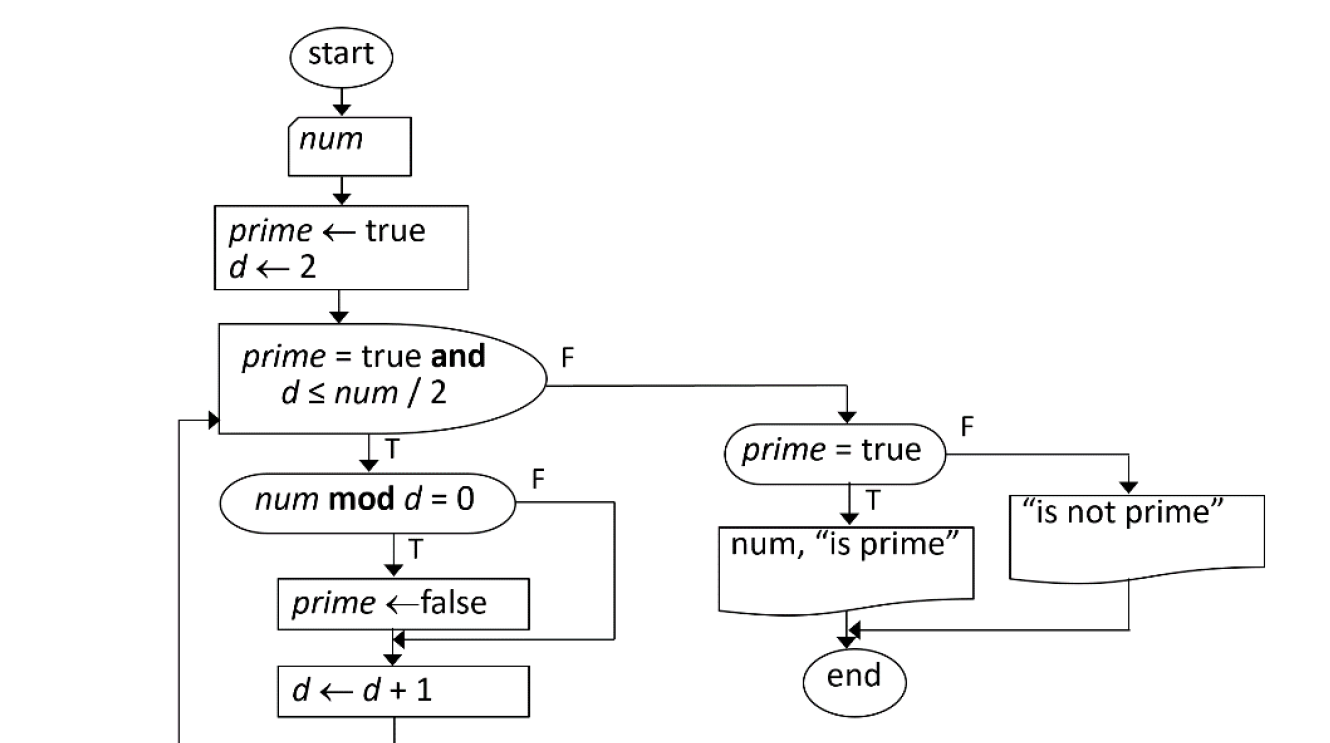 start
num
prime ← true
d ← 2
prime = true and
d ≤ num / 2
F
T
num mod d = 0
F
T
prime ←false
d ← d + 1
prime = true
F
T
num, “is prime”
“is not prime”
end